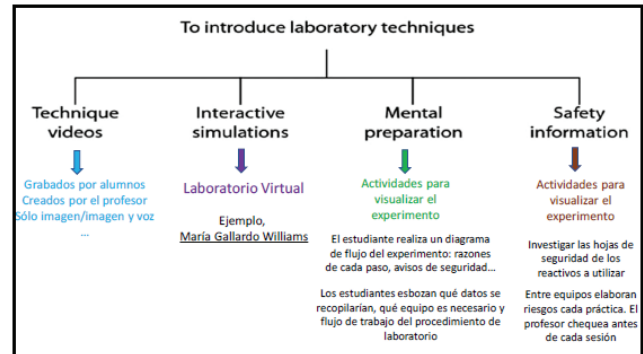 To introduce laboratory techniques
Technique
videos
Grabados por alumnos
Creados por el profesor
Sólo imagen/imagen y voz
...
Interactive
simulations
Laboratorio Virtual
Ejemplo,
María Gallardo Williams
Mental
preparation
Actividades para
visualizar el
experimento
El estudiante realiza un diagrama
de flujo del experimento: razones
de cada paso, avisos de seguridad...
Los estudiantes esbozan qué datos se
recopilarían, qué equipo es necesario y
flujo de trabajo del procedimiento de
laboratorio
Safety
information
Actividades para
visualizar el
experimento
Investigar las hojas de
seguridad de los
reactivos a utilizar
Entre equipos elaboran
riesgos cada práctica. El
profesor chequea antes
de cada sesión